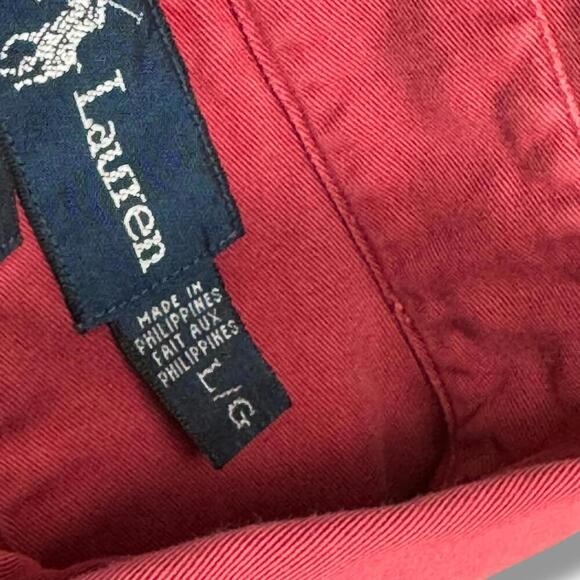 Lauren
MADE IN
PHILIPPINES
FAIT AUX
PHILIPPINES
L/G